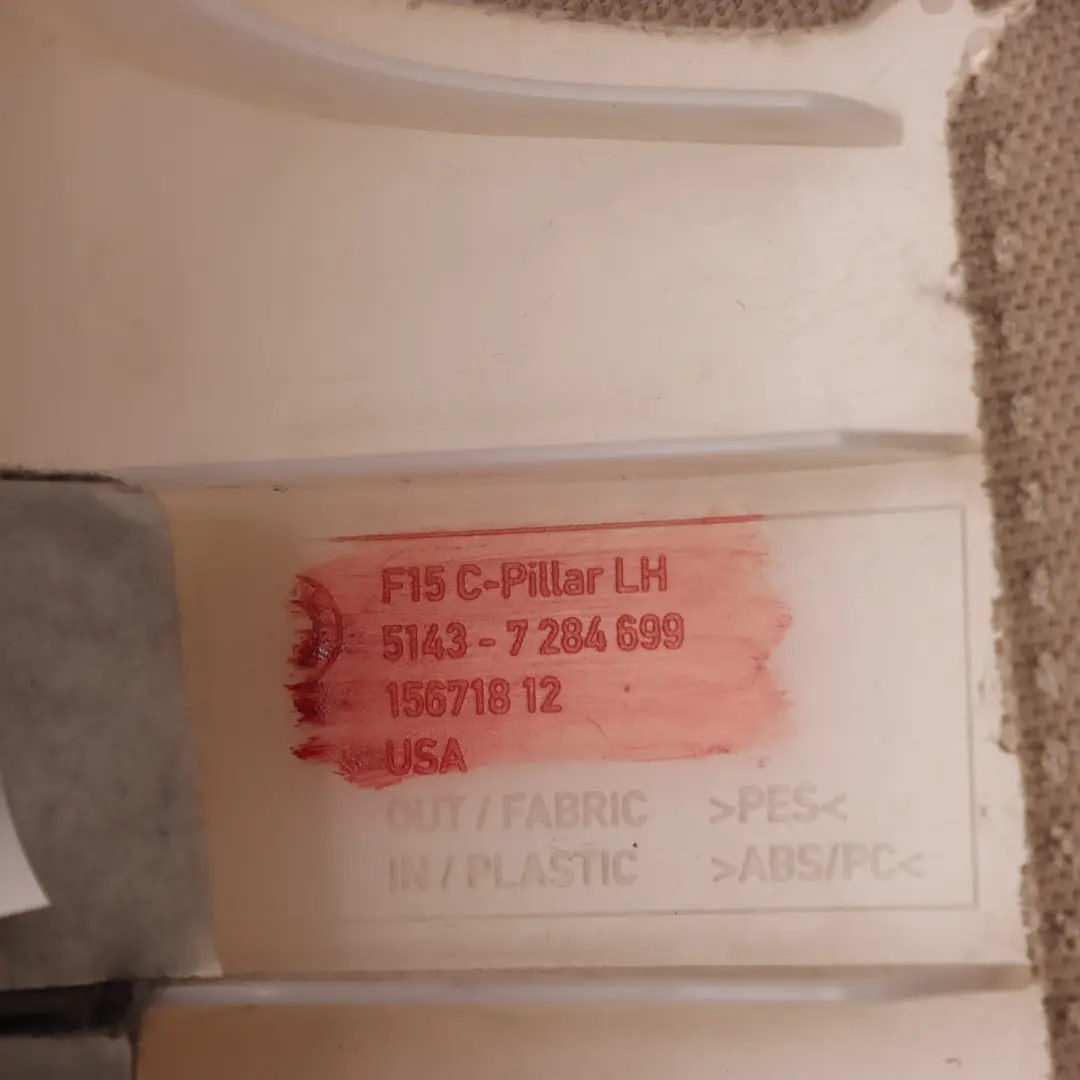 F15 C-Pillar LH
5143 - 7 284 699
156718 12
USA
OUT / FABRIC >PES<
IN / PLASTIC >ABS/PC<